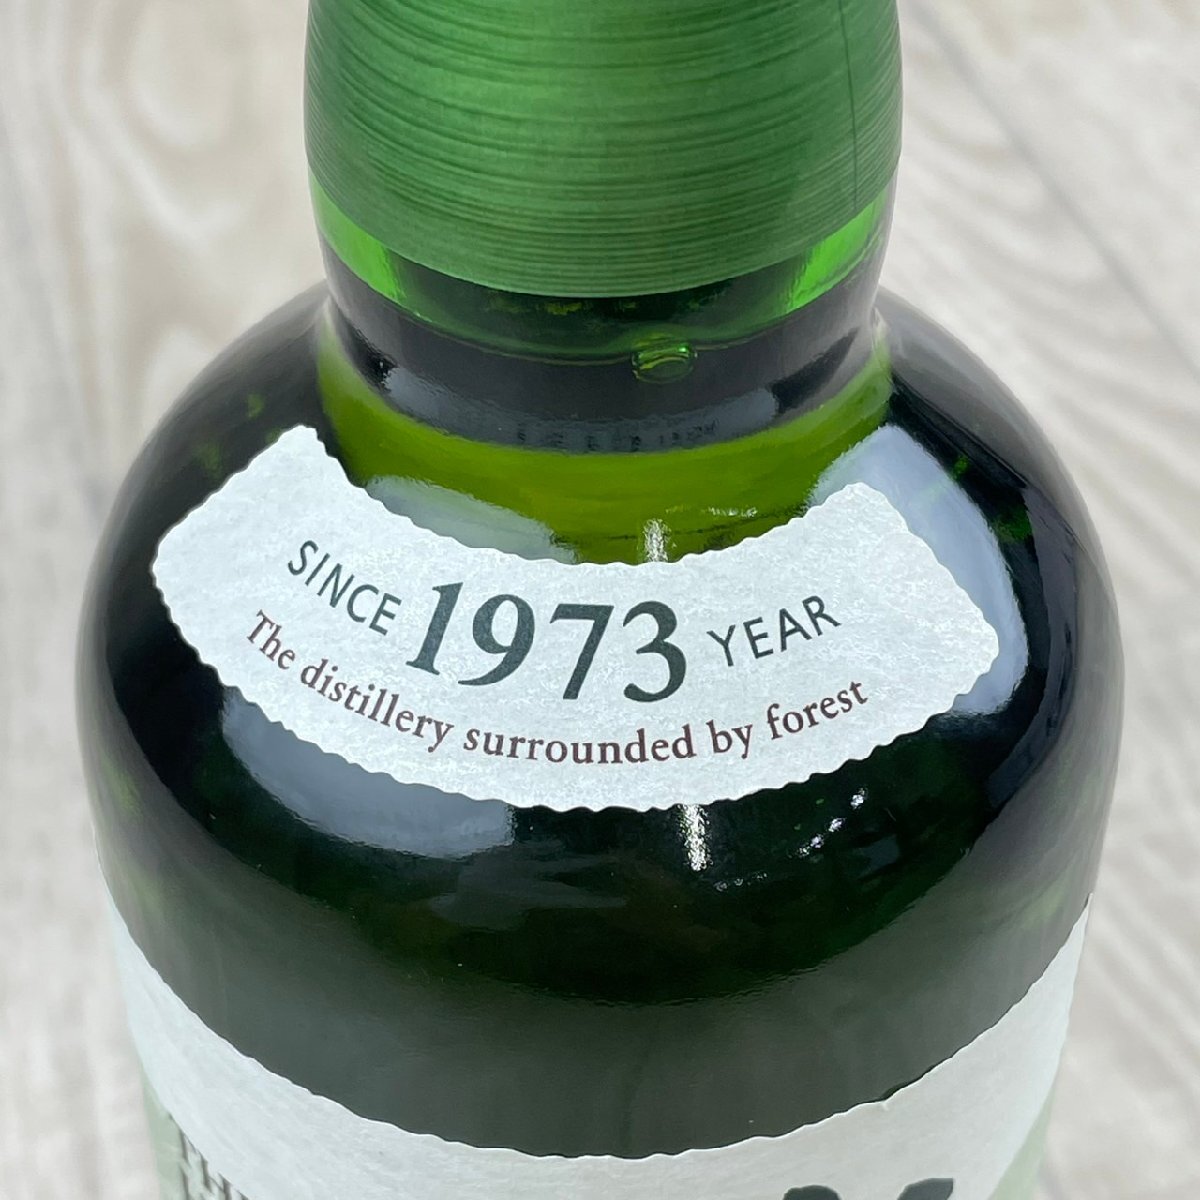 SINCE 1973 YEAR
The distillery surrounded by forest